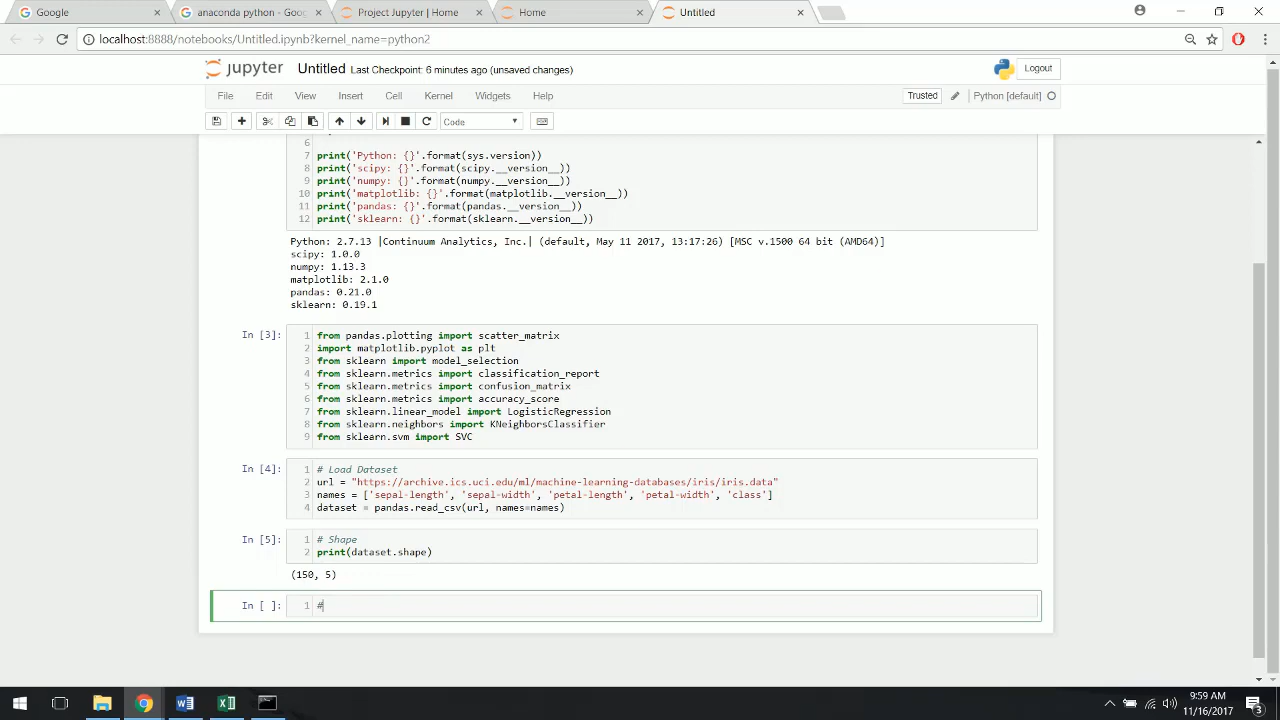 Google
anaconda python - Goog
Project Jupyter | Home
Home
Untitled
localhost:8888/notebooks/Untitled.ipynb?kernel_name=python2
jupyter Untitled Last Checkpoint: 6 minutes ago (unsaved changes)
Logout
File Edit View Insert Cell Kernel Widgets Help
Trusted
Python [default]
Code
6
7 print('Python: {}'.format(sys.version))
8 print('scipy: {}'.format(scipy.__version__))
9 print('numpy: {}'.format(numpy.__version__))
10 print('matplotlib: {}'.format(matplotlib.__version__))
11 print('pandas: {}'.format(pandas.__version__))
12 print('sklearn: {}'.format(sklearn.__version__))
Python: 2.7.13 |Continuum Analytics, Inc.| (default, May 11 2017, 13:17:26) [MSC v.1500 64 bit (AMD64)]
scipy: 1.0.0
numpy: 1.13.3
matplotlib: 2.1.0
pandas: 0.21.0
sklearn: 0.19.1
In [3]:
1 from pandas.plotting import scatter_matrix
2 import matplotlib.pyplot as plt
3 from sklearn import model_selection
4 from sklearn.metrics import classification_report
5 from sklearn.metrics import confusion_matrix
6 from sklearn.metrics import accuracy_score
7 from sklearn.linear_model import LogisticRegression
8 from sklearn.neighbors import KNeighborsClassifier
9 from sklearn.svm import SVC
In [4]:
1 # Load Dataset
2 url = "https://archive.ics.uci.edu/ml/machine-learning-databases/iris/iris.data"
3 names = ['sepal-length', 'sepal-width', 'petal-length', 'petal-width', 'class']
4 dataset = pandas.read_csv(url, names=names)
In [5]:
1 # Shape
2 print(dataset.shape)
(150, 5)
In [ ]:
1 #
9:59 AM
11/16/2017
3